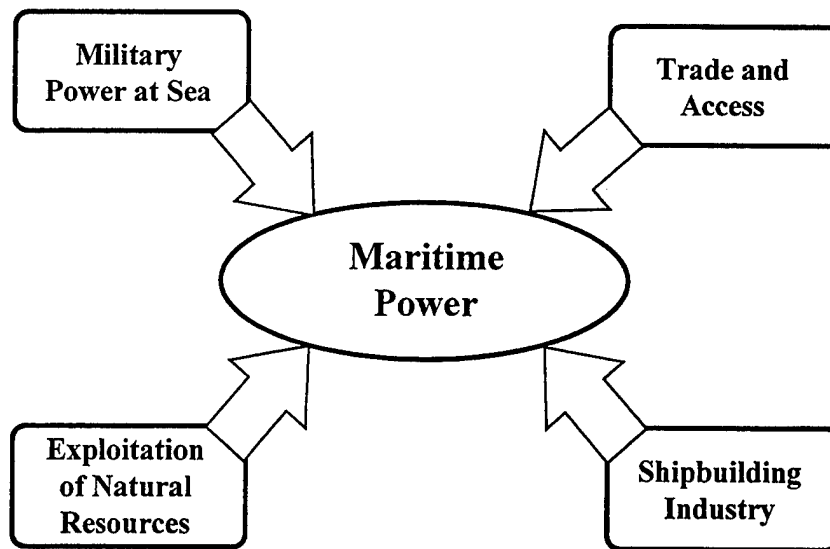 Military
Power at Sea
Trade and
Access
Maritime
Power
Exploitation
of Natural
Resources
Shipbuilding
Industry